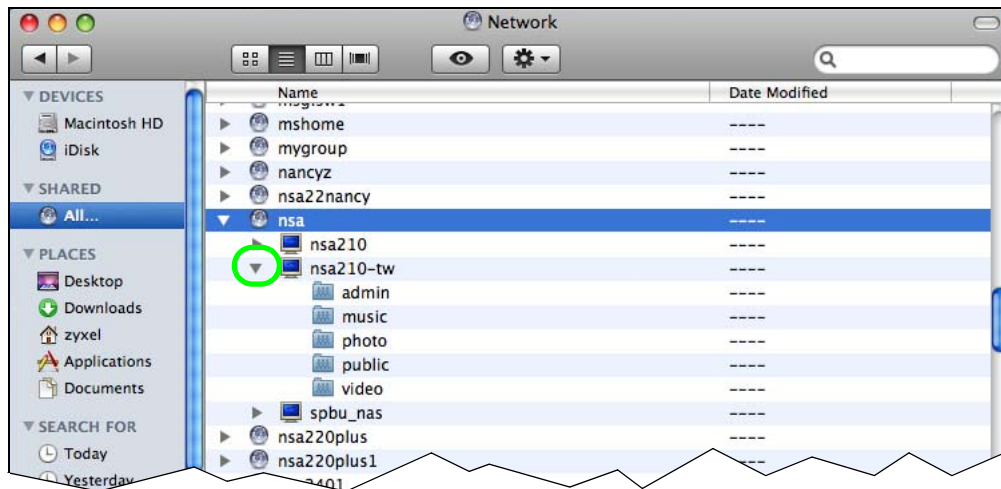 Network
DEVICES
Macintosh HD
iDisk
SHARED
All...
PLACES
Desktop
Downloads
zyxel
Applications
Documents
SEARCH FOR
Today
Yesterday
Name Date Modified
mshome ----
mygroup ----
nancyz ----
nsa22nancy ----
nsa ----
nsa210 ----
nsa210-tw ----
admin ----
music ----
photo ----
public ----
video ----
spbu_nas ----
nsa220plus ----
nsa220plus1 ----